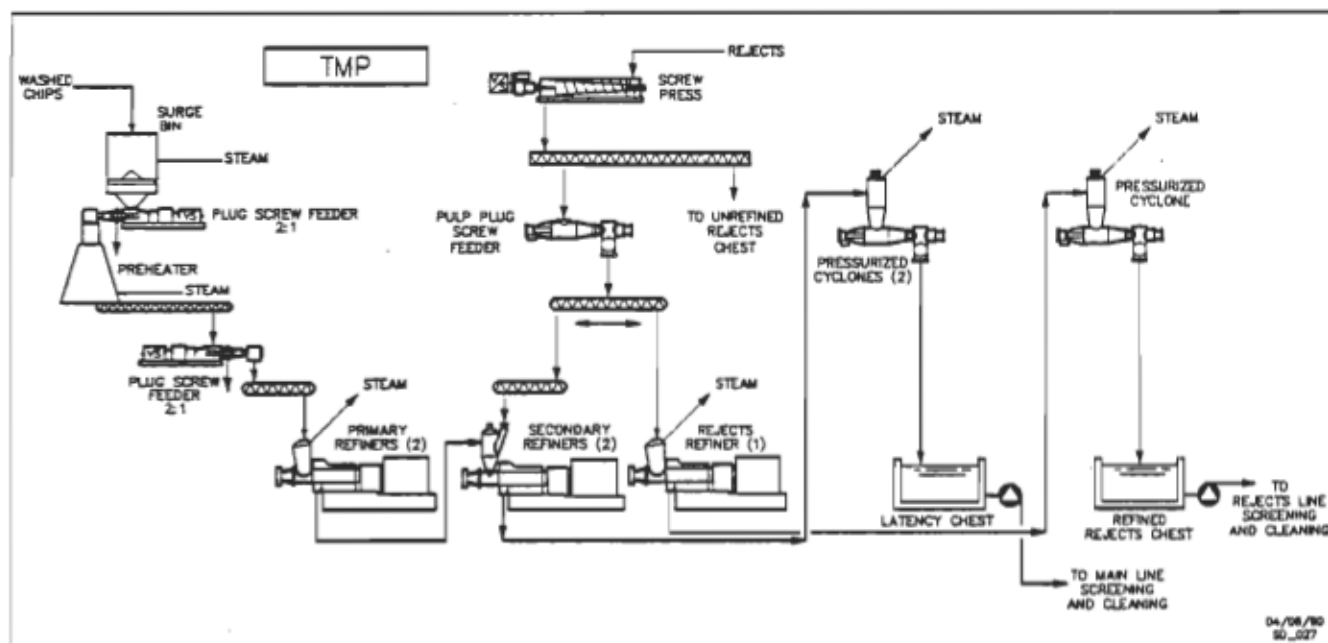 TMP
WASHED
CHIPS
SURGE
BIN
STEAM
PLUG SCREW FEEDER
2:1
PREHEATER
STEAM
PLUG SCREW
FEEDER
2:1
STEAM
PRIMARY
REFINERS (2)
REJECTS
SCREW
PRESS
PULP PLUG
SCREW
FEEDER
TO UNREFINED
REJECTS
CHEST
SECONDARY
REFINERS (2)
STEAM
REJECTS
REFINER (1)
STEAM
PRESSURIZED
CYCLONES (2)
LATENCY CHEST
TO MAIN LINE
SCREENING
AND CLEANING
STEAM
PRESSURIZED
CYCLONE
REFINED
REJECTS CHEST
TO
REJECTS LINE
SCREENING
AND CLEANING
SD_027